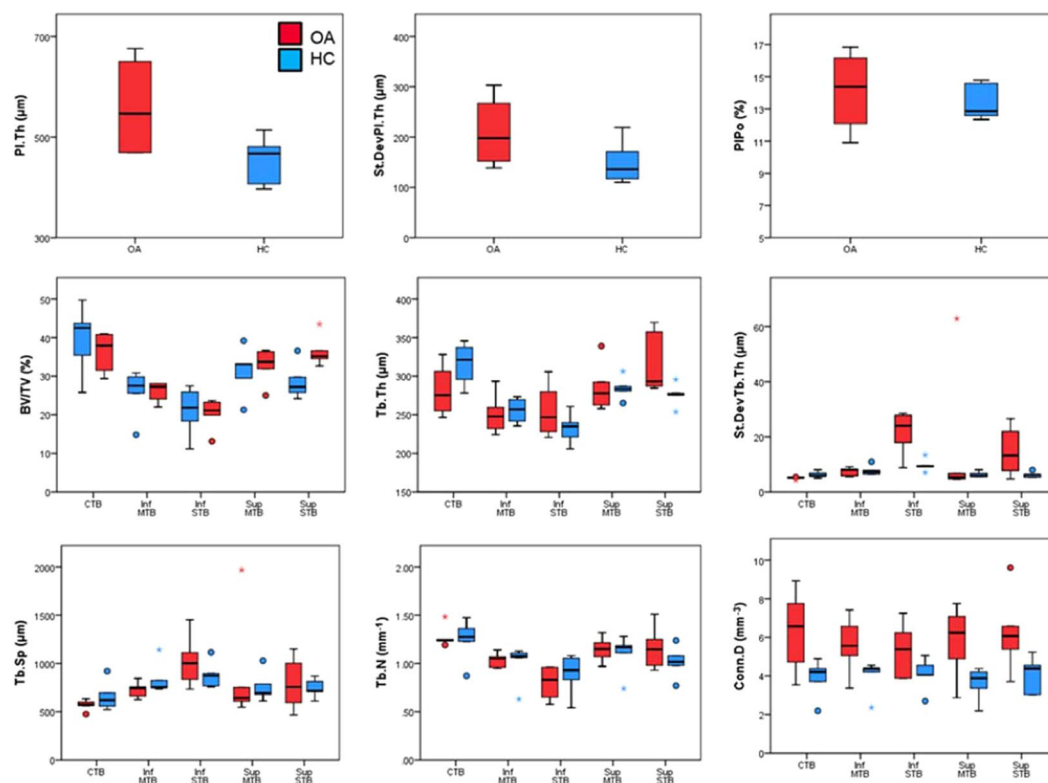 700
500
300
Pl.Th (µm)
OA
HC
OA
HC
400
300
200
100
0
St.DevPl.Th (µm)
OA
HC
17
15
13
11
9
7
5
PlPo (%)
OA
HC
50
40
30
20
10
0
BV/TV (%)
CTB
Inf MTB
Inf STB
Sup MTB
Sup STB
400
350
300
250
200
150
Tb.Th (µm)
CTB
Inf MTB
Inf STB
Sup MTB
Sup STB
60
40
20
0
St.DevTb.Th (µm)
CTB
Inf MTB
Inf STB
Sup MTB
Sup STB
2000
1500
1000
500
0
Tb.Sp (µm)
CTB
Inf MTB
Inf STB
Sup MTB
Sup STB
2.00
1.50
1.00
.50
.00
Tb.N (mm⁻¹)
CTB
Inf MTB
Inf STB
Sup MTB
Sup STB
10
8
6
4
2
0
Conn.D (mm⁻³)
CTB
Inf MTB
Inf STB
Sup MTB
Sup STB